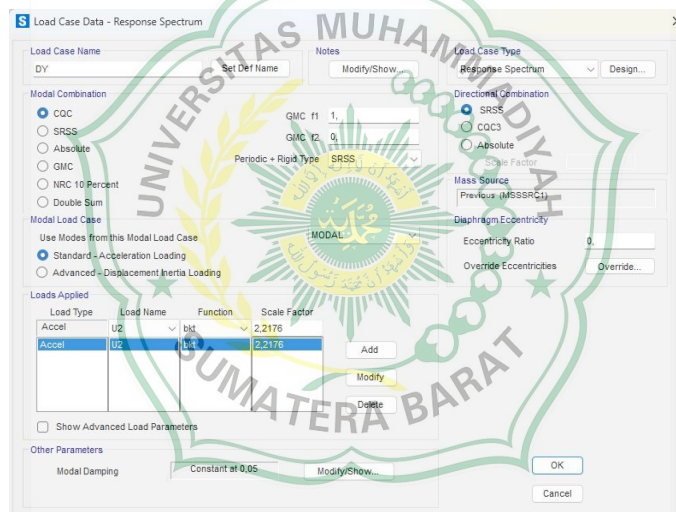 Load Case Data - Response Spectrum
Load Case Name
Notes
Load Case Type
DY
Set Def Name
Modify/Show...
Response Spectrum
Design...
Modal Combination
Directional Combination
CQC
SRSS
Absolute
GMC
NRC 10 Percent
Double Sum
GMC f1 1,
GMC f2 0,
Periodic + Rigid Type SRSS
SRSS
CQC3
Absolute
Scale Factor
Mass Source
Previous (MSSSRC1)
Modal Load Case
Use Modes from this Modal Load Case MODAL
Standard - Acceleration Loading
Advanced - Displacement Inertia Loading
Diaphragm Eccentricity
Eccentricity Ratio 0,
Override Eccentricities Override...
Loads Applied
Load Type Load Name Function Scale Factor
Accel U2 bkt 2,2176
Accel U2 bkt 2,2176
Add
Modify
Delete
Show Advanced Load Parameters
Other Parameters
Modal Damping Constant at 0,05 Modify/Show...
OK
Cancel
UNIVERSITAS MUHAMMADIYAH
SUMATERA BARAT